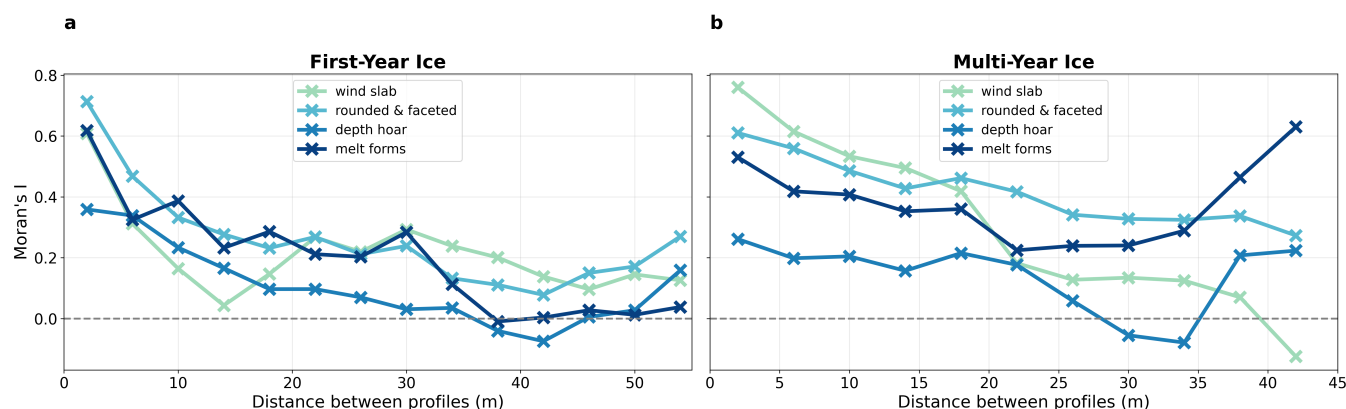 a
First-Year Ice
Moran's I
0.8
0.6
0.4
0.2
0.0
wind slab
rounded & faceted
depth hoar
melt forms
0 10 20 30 40 50
Distance between profiles (m)
b
Multi-Year Ice
wind slab
rounded & faceted
depth hoar
melt forms
0 5 10 15 20 25 30 35 40 45
Distance between profiles (m)